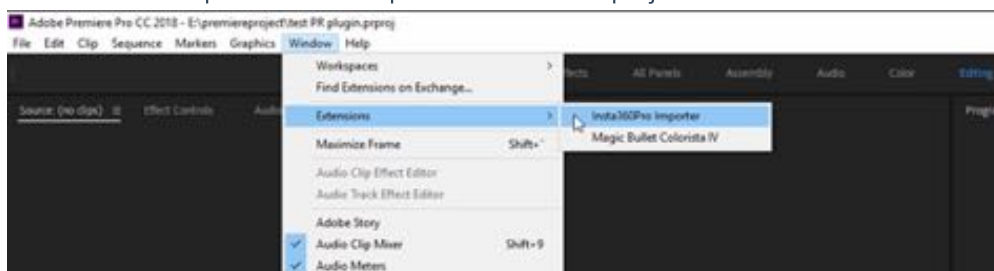 Adobe Premiere Pro CC 2018 - E:\premiereproject\test PR plugin.prproj
File Edit Clip Sequence Markers Graphics Window Help
Workspaces >
Find Extensions on Exchange...
All Panels Assembly Audio Color Editing
Source: (no clips) Effect Controls
Extensions >
Insta360Pro Importer
Magic Bullet Colorista IV
Maximize Frame Shift+`
Audio Clip Effect Editor
Audio Track Effect Editor
Adobe Story
✓ Audio Clip Mixer Shift+9
✓ Audio Meters